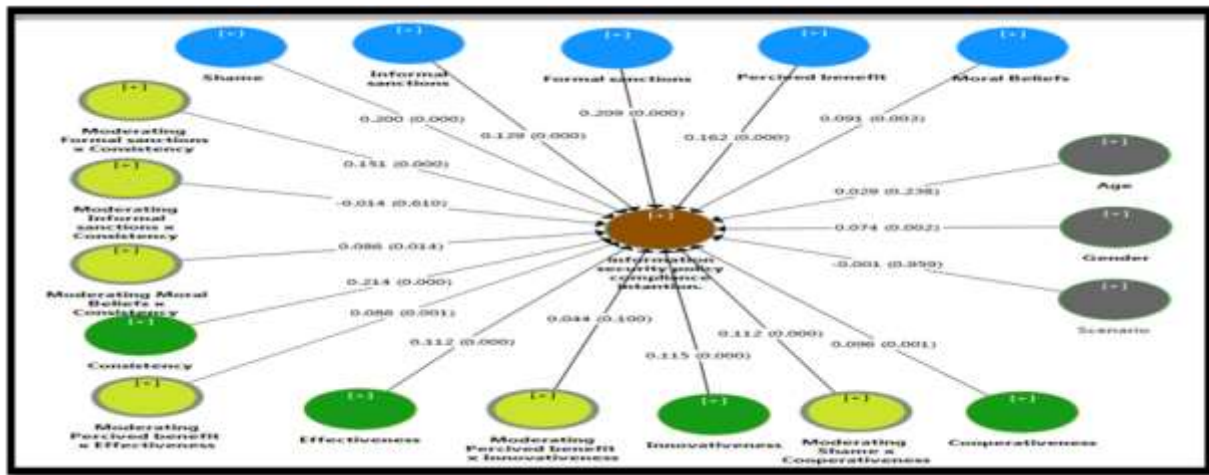 [+]
[+]
[+]
[+]
[+]
Shame
Informal
sanctions
Formal sanctions
Percived benefit
Moral Beliefs
[+]
Moderating
Formal sanctions
x Consistency
0.200 (0.000)
0.129 (0.000)
0.209 (0.000)
0.162 (0.000)
0.091 (0.003)
0.151 (0.000)
[+]
Age
0.029 (0.238)
[+]
Moderating
Informal
sanctions x
Consistency
-0.014 (0.610)
[+]
Information
security policy
compliance
intention.
0.074 (0.002)
[+]
Gender
[+]
Moderating Moral
Beliefs x
Consistency
0.086 (0.014)
-0.001 (0.959)
[+]
Scenario
[+]
Consistency
0.214 (0.000)
0.086 (0.001)
0.112 (0.000)
0.044 (0.100)
0.115 (0.000)
0.112 (0.000)
0.096 (0.001)
[+]
Moderating
Percived benefit
x Effectiveness
[+]
Effectiveness
[+]
Moderating
Percived benefit
x Innovativeness
[+]
Innovativeness
[+]
Moderating
Shame x
Cooperativeness
[+]
Cooperativeness